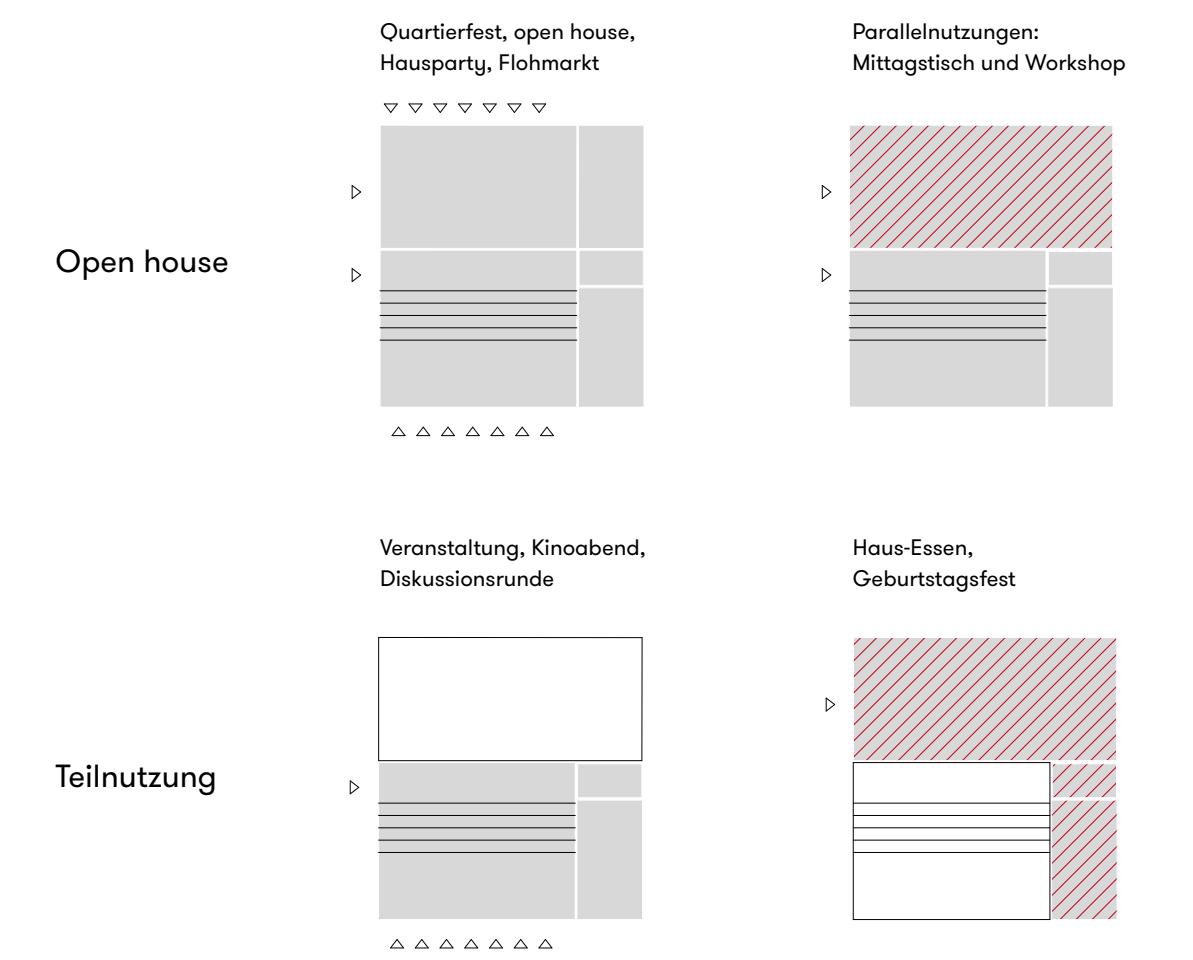 Quartierfest, open house,
Hausparty, Flohmarkt
Parallelnutzungen:
Mittagstisch und Workshop
Open house
Veranstaltung, Kinoabend,
Diskussionsrunde
Haus-Essen,
Geburtstagsfest
Teilnutzung